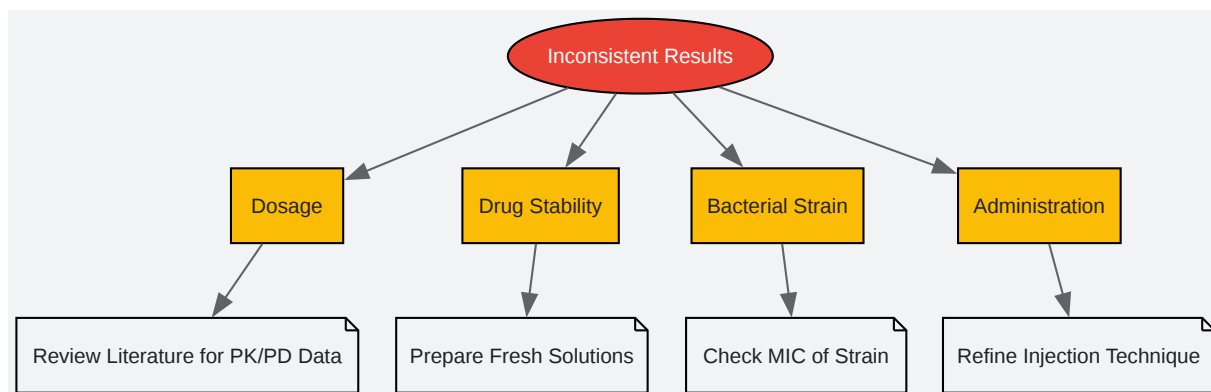 Inconsistent Results
Dosage
Drug Stability
Bacterial Strain
Administration
Review Literature for PK/PD Data
Prepare Fresh Solutions
Check MIC of Strain
Refine Injection Technique